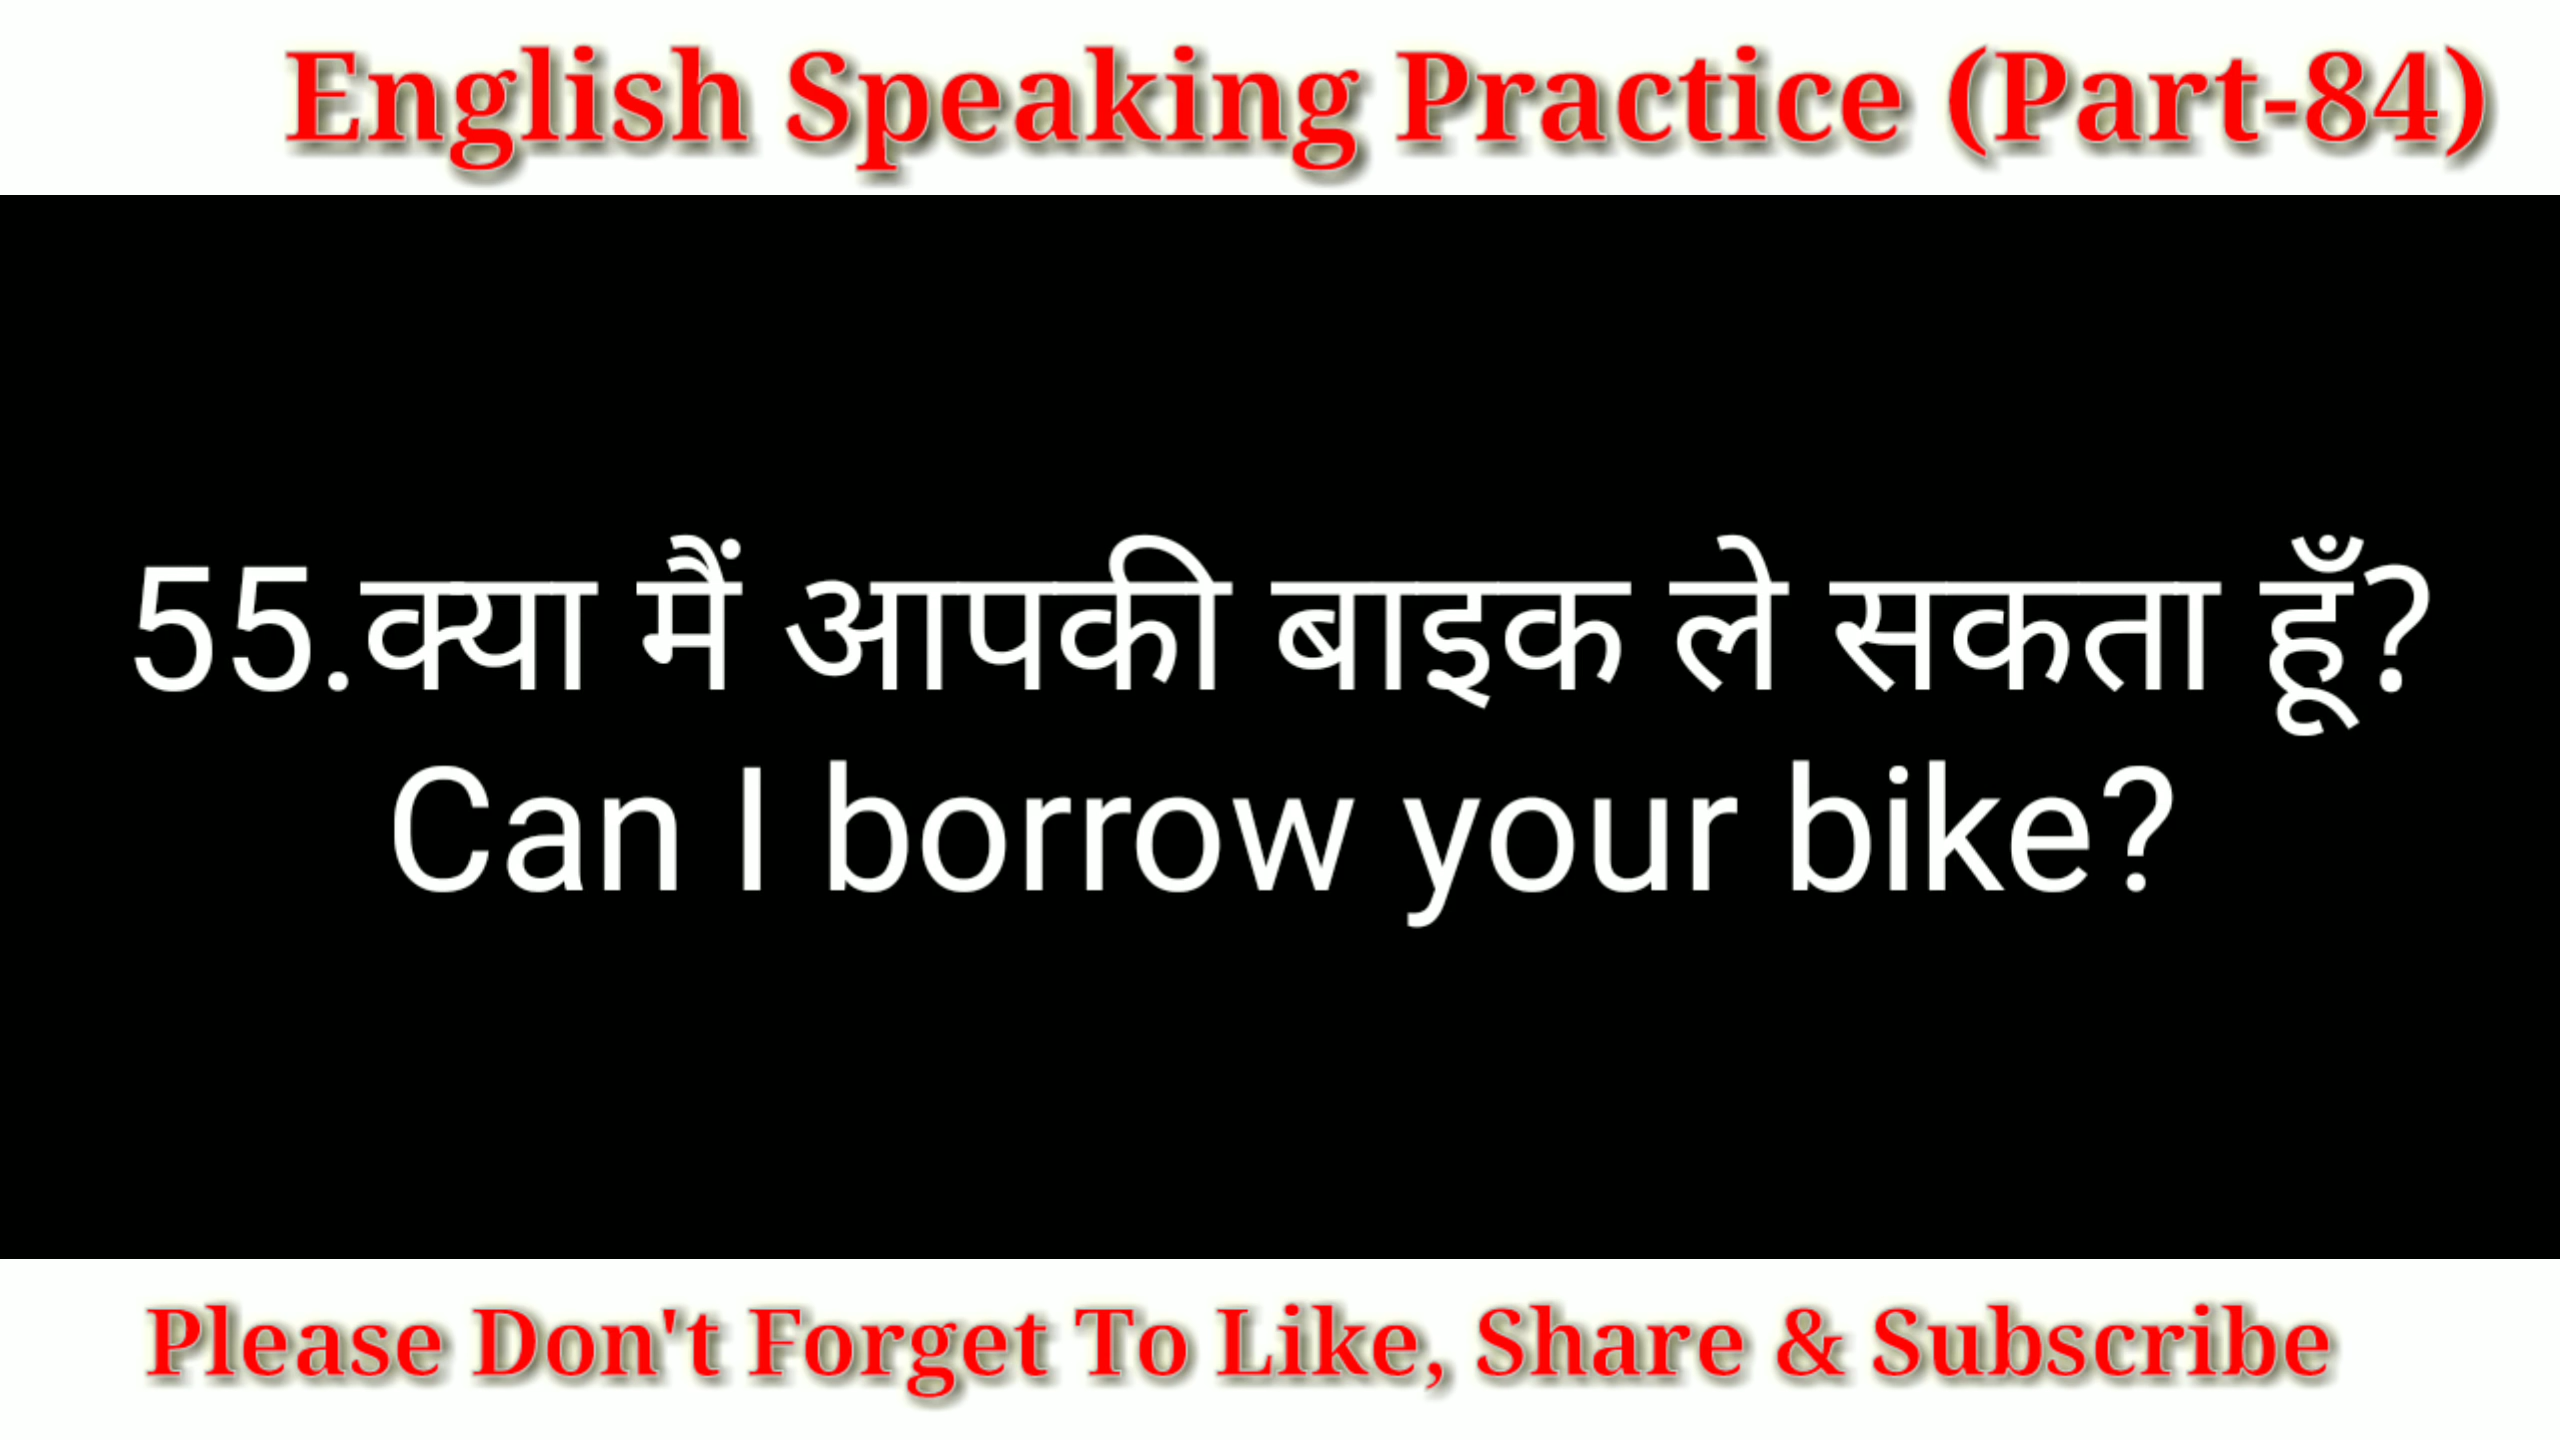 English Speaking Practice (Part-84)
55.क्या मैं आपकी बाइक ले सकता हूँ?
Can I borrow your bike?
Please Don't Forget To Like, Share & Subscribe